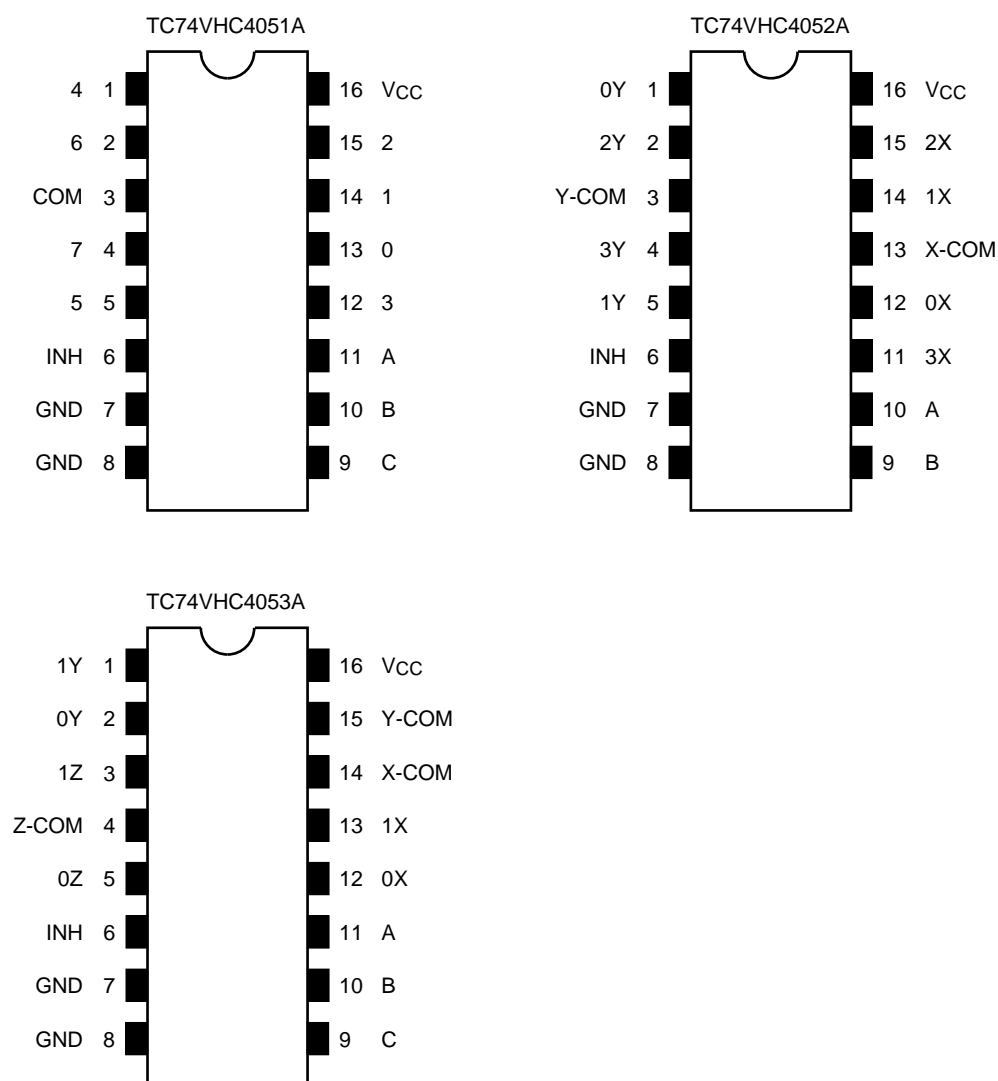 TC74VHC4051A
4 1 16 VCC
6 2 15 2
COM 3 14 1
7 4 13 0
5 5 12 3
INH 6 11 A
GND 7 10 B
GND 8 9 C
TC74VHC4052A
0Y 1 16 VCC
2Y 2 15 2X
Y-COM 3 14 1X
3Y 4 13 X-COM
1Y 5 12 0X
INH 6 11 3X
GND 7 10 A
GND 8 9 B
TC74VHC4053A
1Y 1 16 VCC
0Y 2 15 Y-COM
1Z 3 14 X-COM
Z-COM 4 13 1X
0Z 5 12 0X
INH 6 11 A
GND 7 10 B
GND 8 9 C